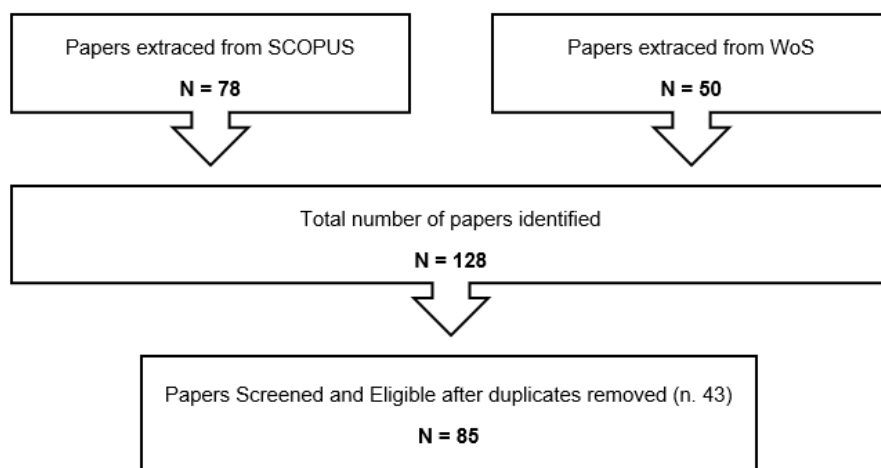 Papers extraced from SCOPUS
N = 78
Papers extraced from WoS
N = 50
Total number of papers identified
N = 128
Papers Screened and Eligible after duplicates removed (n. 43)
N = 85